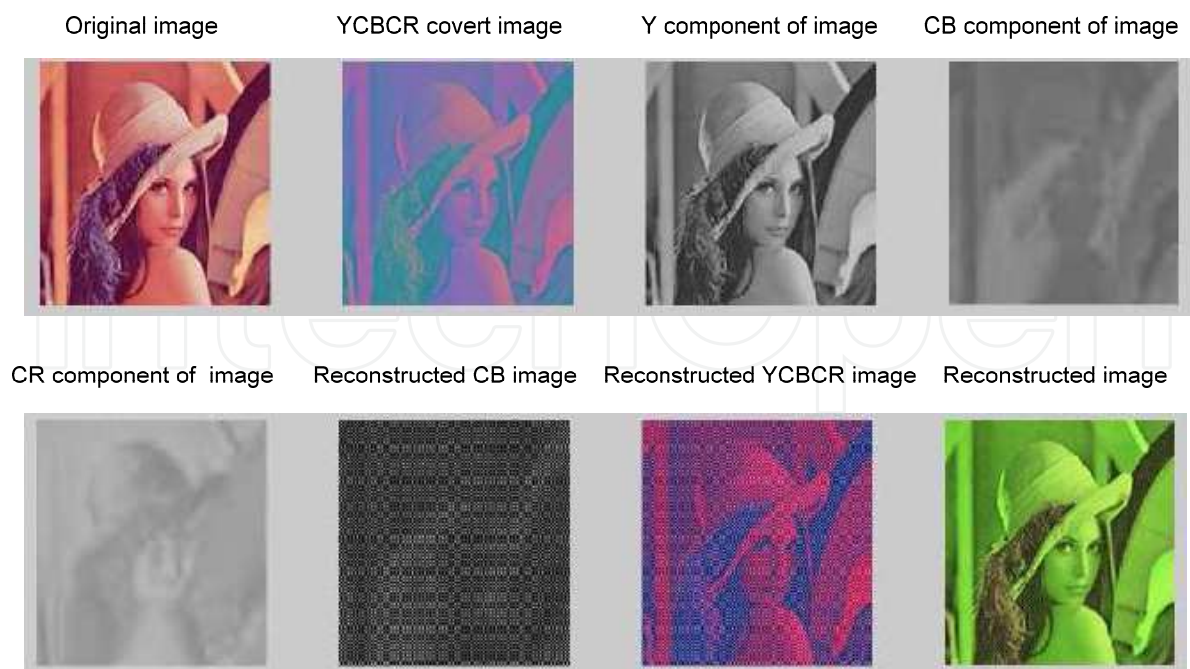 Original image
YCBCR covert image
Y component of image
CB component of image
intechopen
CR component of  image
Reconstructed CB image
Reconstructed YCBCR image
Reconstructed image